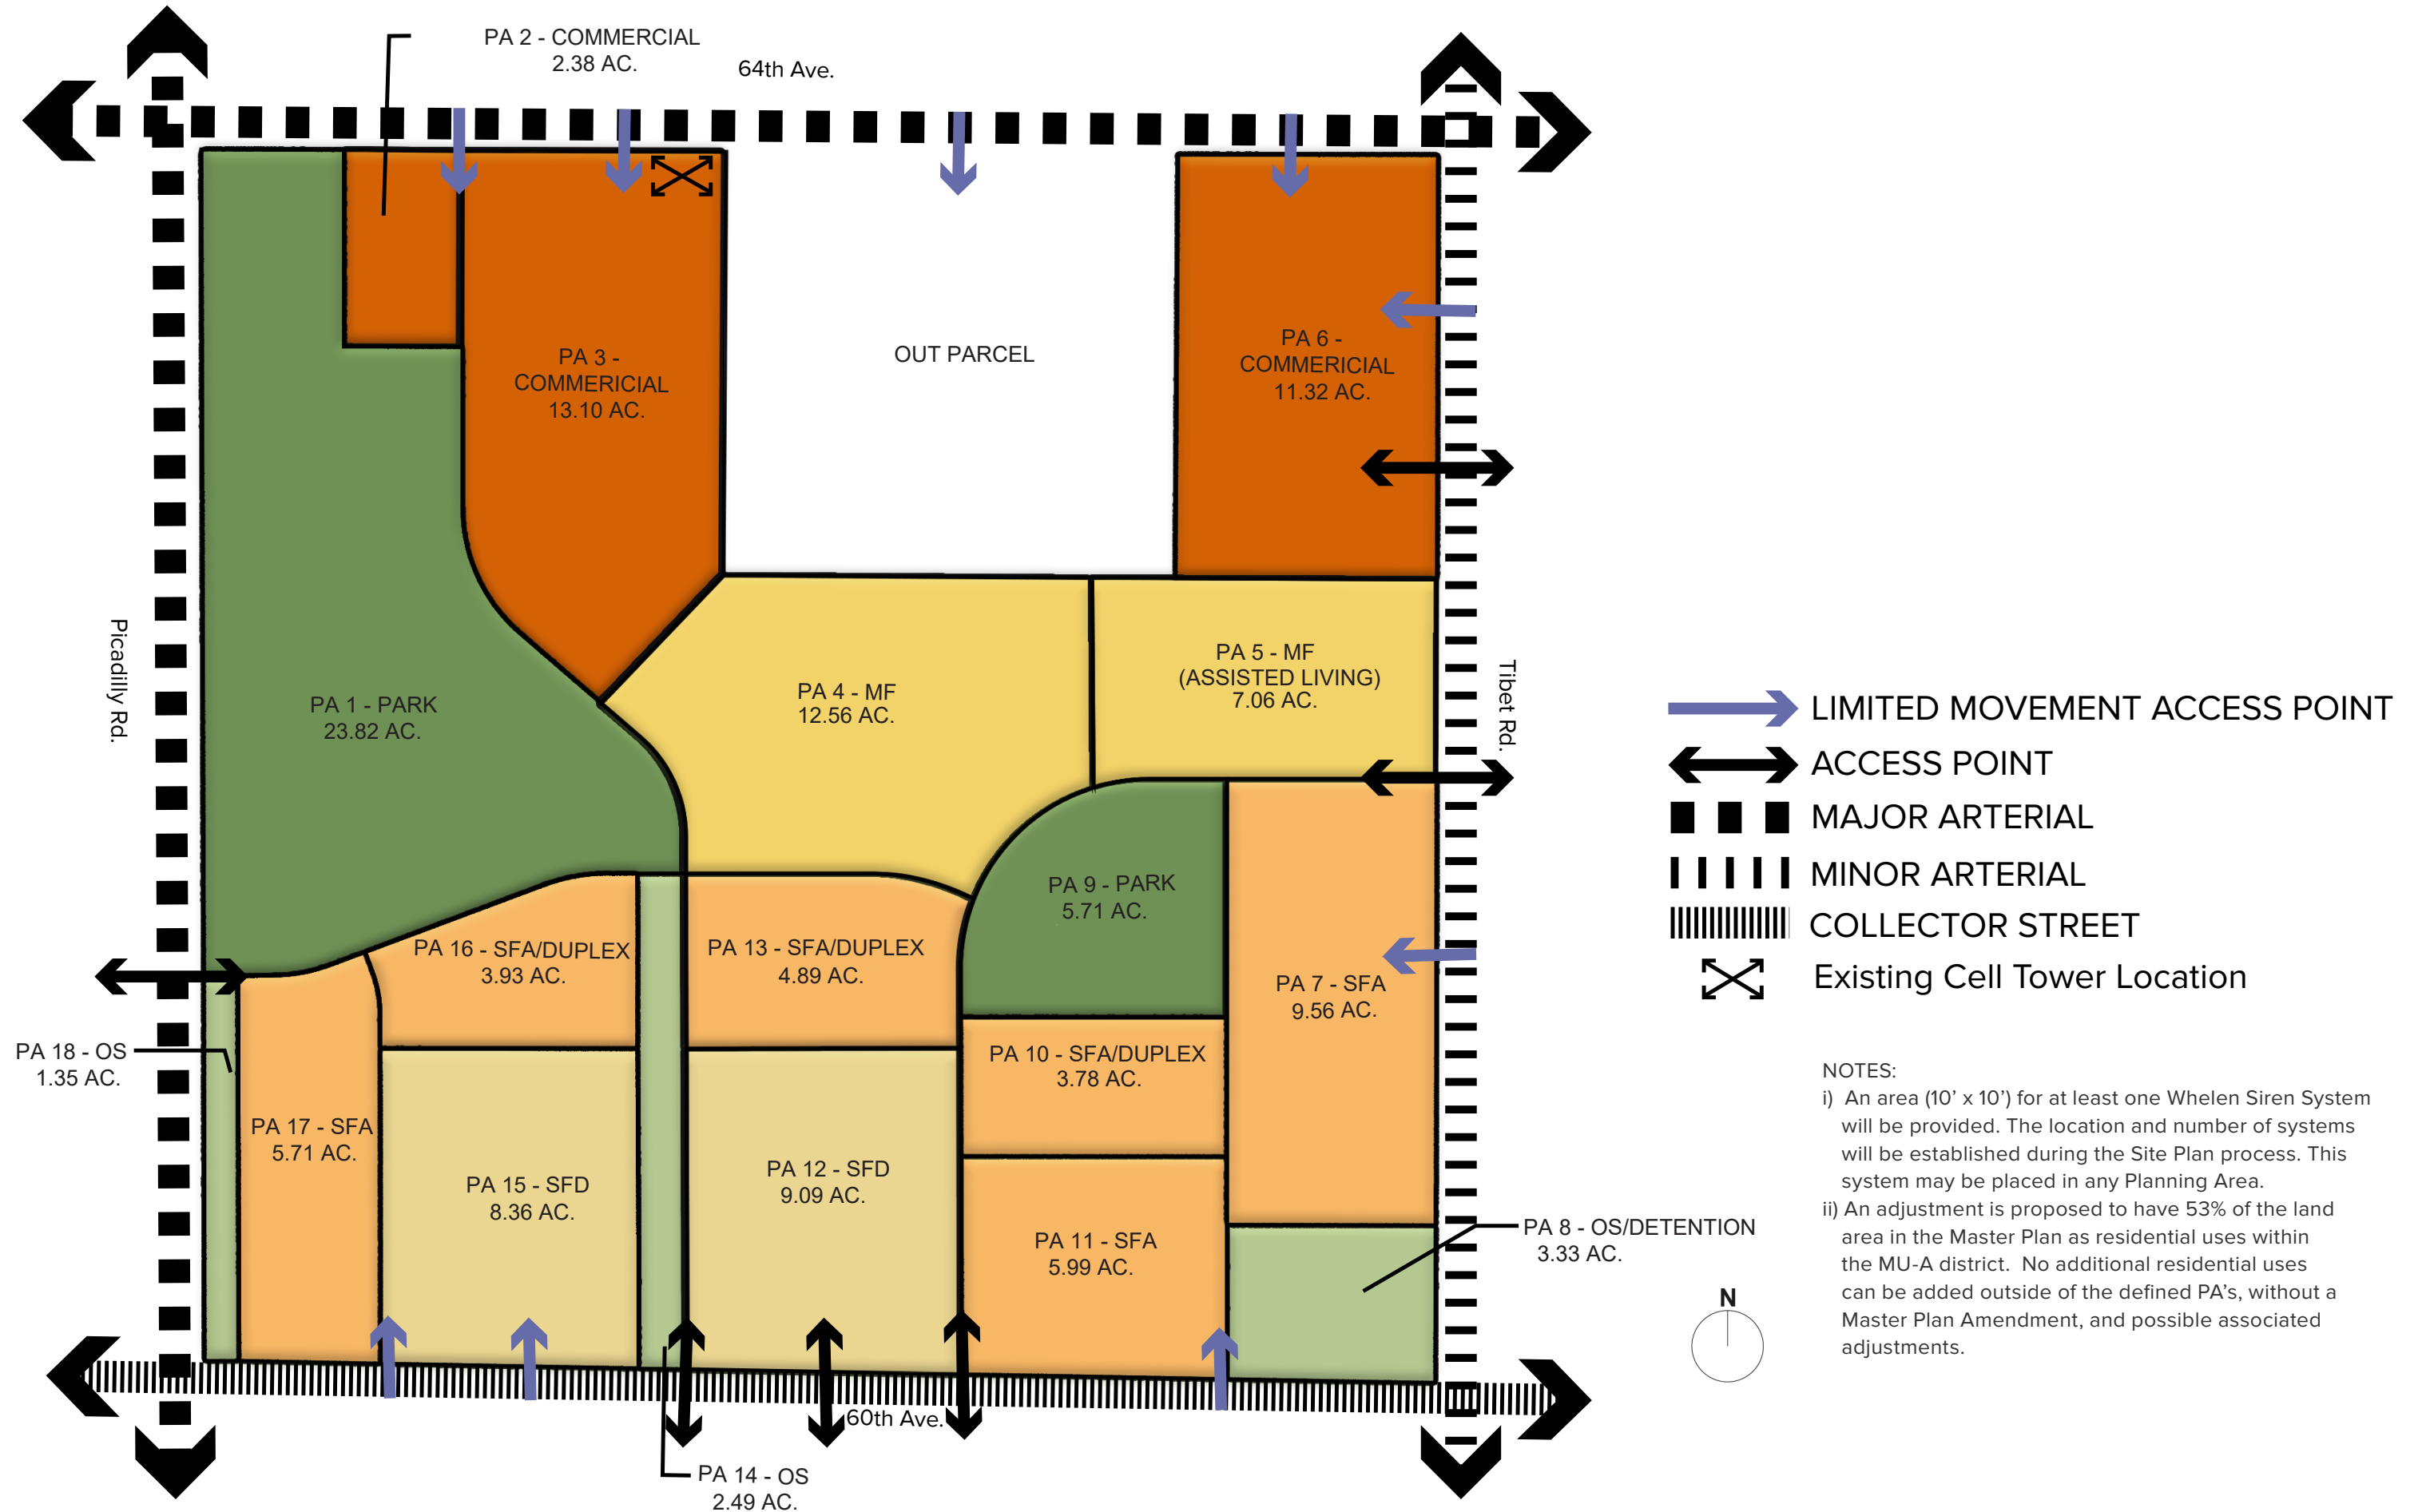 PA 2 - COMMERCIAL
2.38 AC.
64th Ave.
PA 3 -
COMMERICIAL
13.10 AC.
OUT PARCEL
PA 6 -
COMMERICIAL
11.32 AC.
Picadilly Rd.
PA 1 - PARK
23.82 AC.
PA 4 - MF
12.56 AC.
PA 5 - MF
(ASSISTED LIVING)
7.06 AC.
Tibet Rd.
PA 9 - PARK
5.71 AC.
PA 16 - SFA/DUPLEX
3.93 AC.
PA 13 - SFA/DUPLEX
4.89 AC.
PA 7 - SFA
9.56 AC.
PA 18 - OS
1.35 AC.
PA 10 - SFA/DUPLEX
3.78 AC.
PA 17 - SFA
5.71 AC.
PA 15 - SFD
8.36 AC.
PA 12 - SFD
9.09 AC.
PA 11 - SFA
5.99 AC.
PA 8 - OS/DETENTION
3.33 AC.
60th Ave.
PA 14 - OS
2.49 AC.
LIMITED MOVEMENT ACCESS POINT
ACCESS POINT
MAJOR ARTERIAL
MINOR ARTERIAL
COLLECTOR STREET
Existing Cell Tower Location
NOTES:
i) An area (10’ x 10’) for at least one Whelen Siren System
will be provided. The location and number of systems
will be established during the Site Plan process. This
system may be placed in any Planning Area.
ii) An adjustment is proposed to have 53% of the land
area in the Master Plan as residential uses within
the MU-A district. No additional residential uses
can be added outside of the defined PA’s, without a
Master Plan Amendment, and possible associated
adjustments.
N